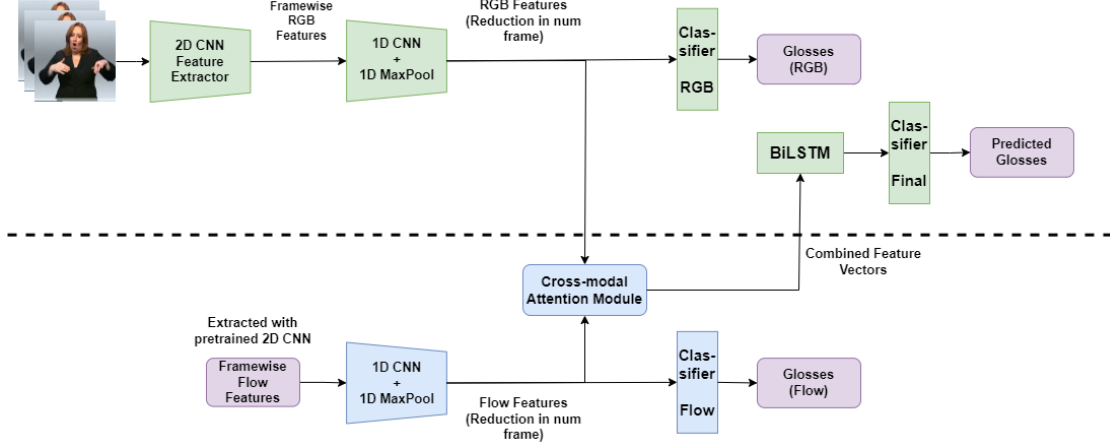 2D CNN
Feature
Extractor
Framewise
RGB
Features
1D CNN
+
1D MaxPool
RGB Features
(Reduction in num
frame)
Clas-
sifier
RGB
Glosses
(RGB)
BiLSTM
Clas-
sifier
Final
Predicted
Glosses
Combined Feature
Vectors
Cross-modal
Attention Module
Extracted with
pretrained 2D CNN
Framewise
Flow
Features
1D CNN
+
1D MaxPool
Flow Features
(Reduction in num
frame)
Clas-
sifier
Flow
Glosses
(Flow)